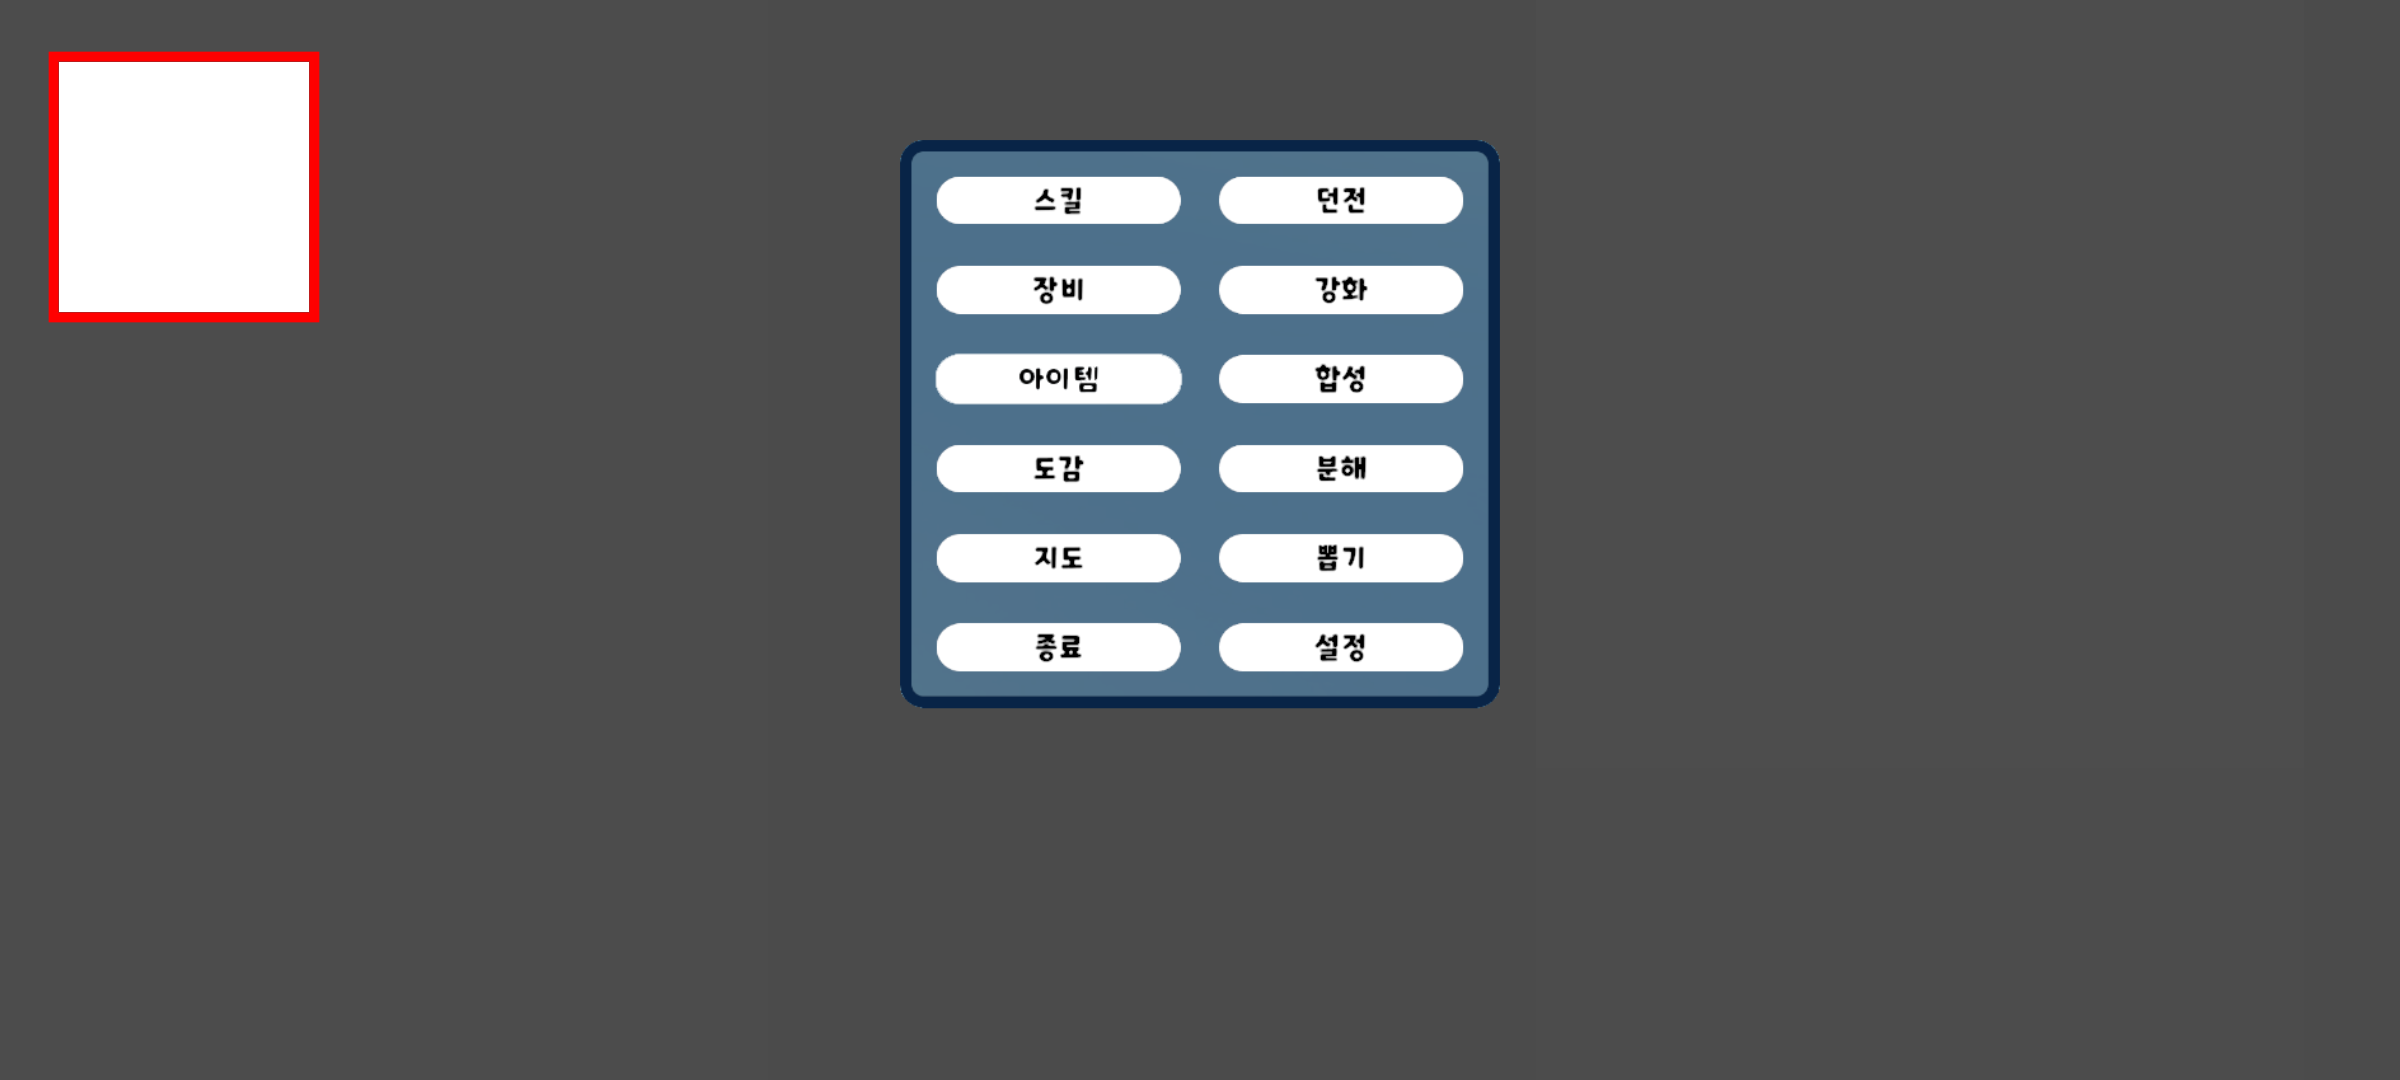 스킬 던전
장비 강화
아이템 합성
도감 분해
지도 뽑기
종료 설정